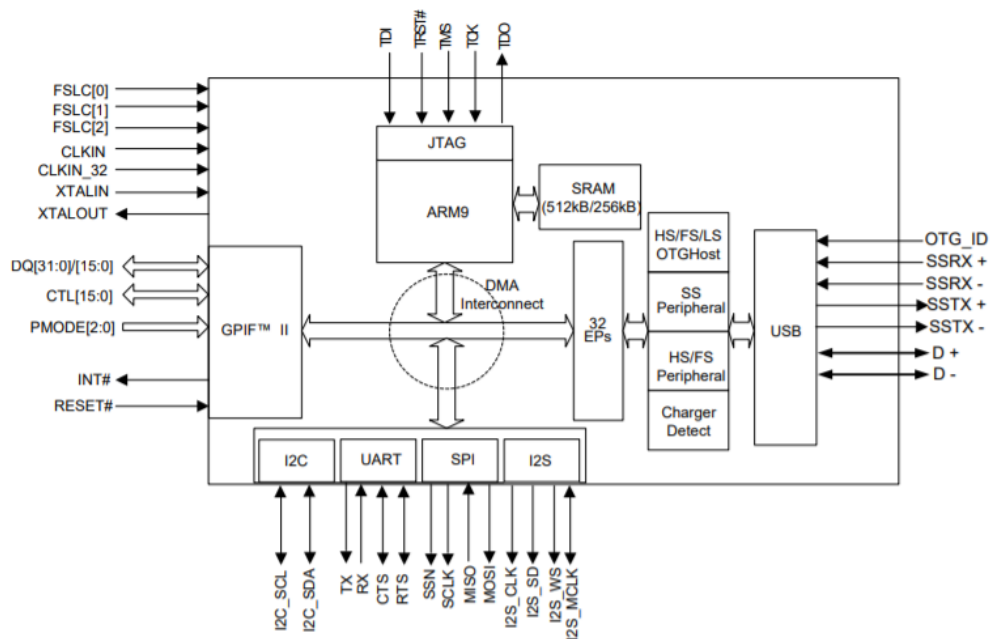 TDI
TRST#
TMS
TCK
TDO
FSLC[0]
FSLC[1]
FSLC[2]
CLKIN
CLKIN_32
XTALIN
XTALOUT
DQ[31:0]/[15:0]
CTL[15:0]
PMODE[2:0]
INT#
RESET#
GPIF™ II
JTAG
ARM9
SRAM
(512kB/256kB)
DMA
Interconnect
32
EPs
HS/FS/LS
OTGHost
SS
Peripheral
HS/FS
Peripheral
Charger
Detect
USB
OTG_ID
SSRX +
SSRX -
SSTX +
SSTX -
D +
D -
I2C
UART
SPI
I2S
I2C_SCL
I2C_SDA
TX
RX
CTS
RTS
SSN
SCLK
MISO
MOSI
I2S_CLK
I2S_SD
I2S_WS
I2S_MCLK